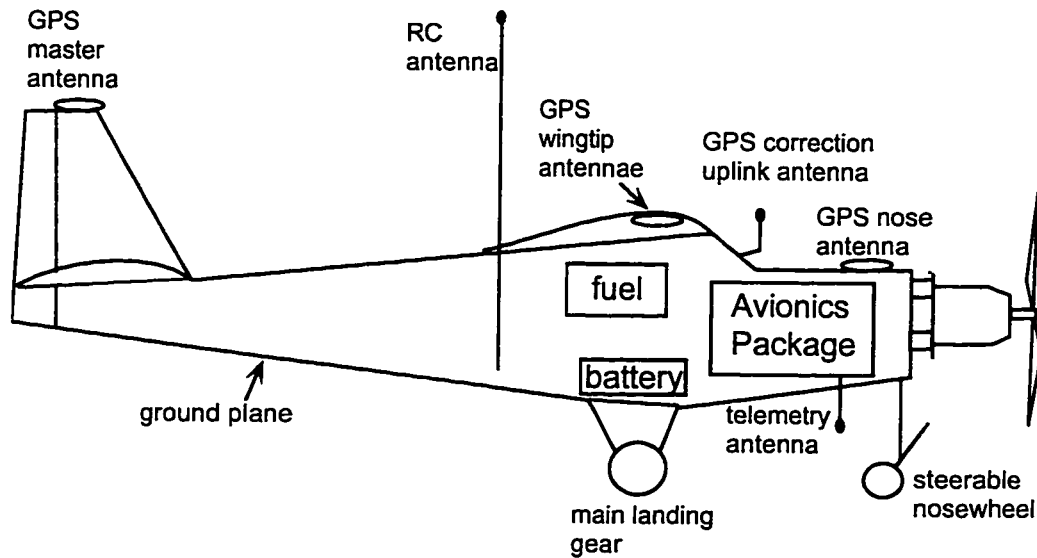 GPS
master
antenna
RC
antenna
GPS
wingtip
antennae
GPS correction
uplink antenna
GPS nose
antenna
fuel
Avionics
Package
battery
ground plane
telemetry
antenna
main landing
gear
steerable
nosewheel